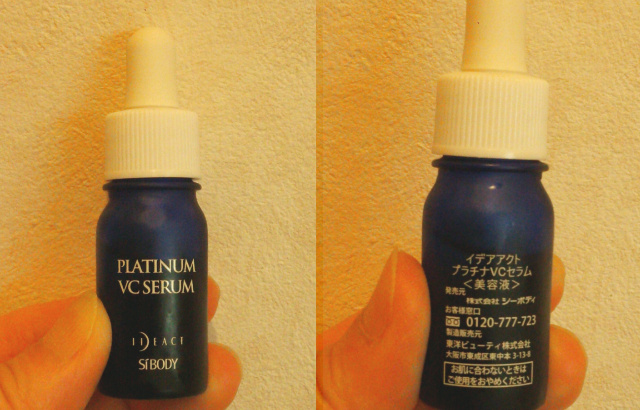 PLATINUM
VC SERUM
IDEACT
SIBODY
イデアアクト
プラチナVCセラム
<美容液>
発売元
株式会社 シーボディ
お客様窓口
0120-777-723
製造販売元
東洋ビューティ株式会社
大阪市東成区東中本 3-13-8
お肌に合わないときは
ご使用をおやめください